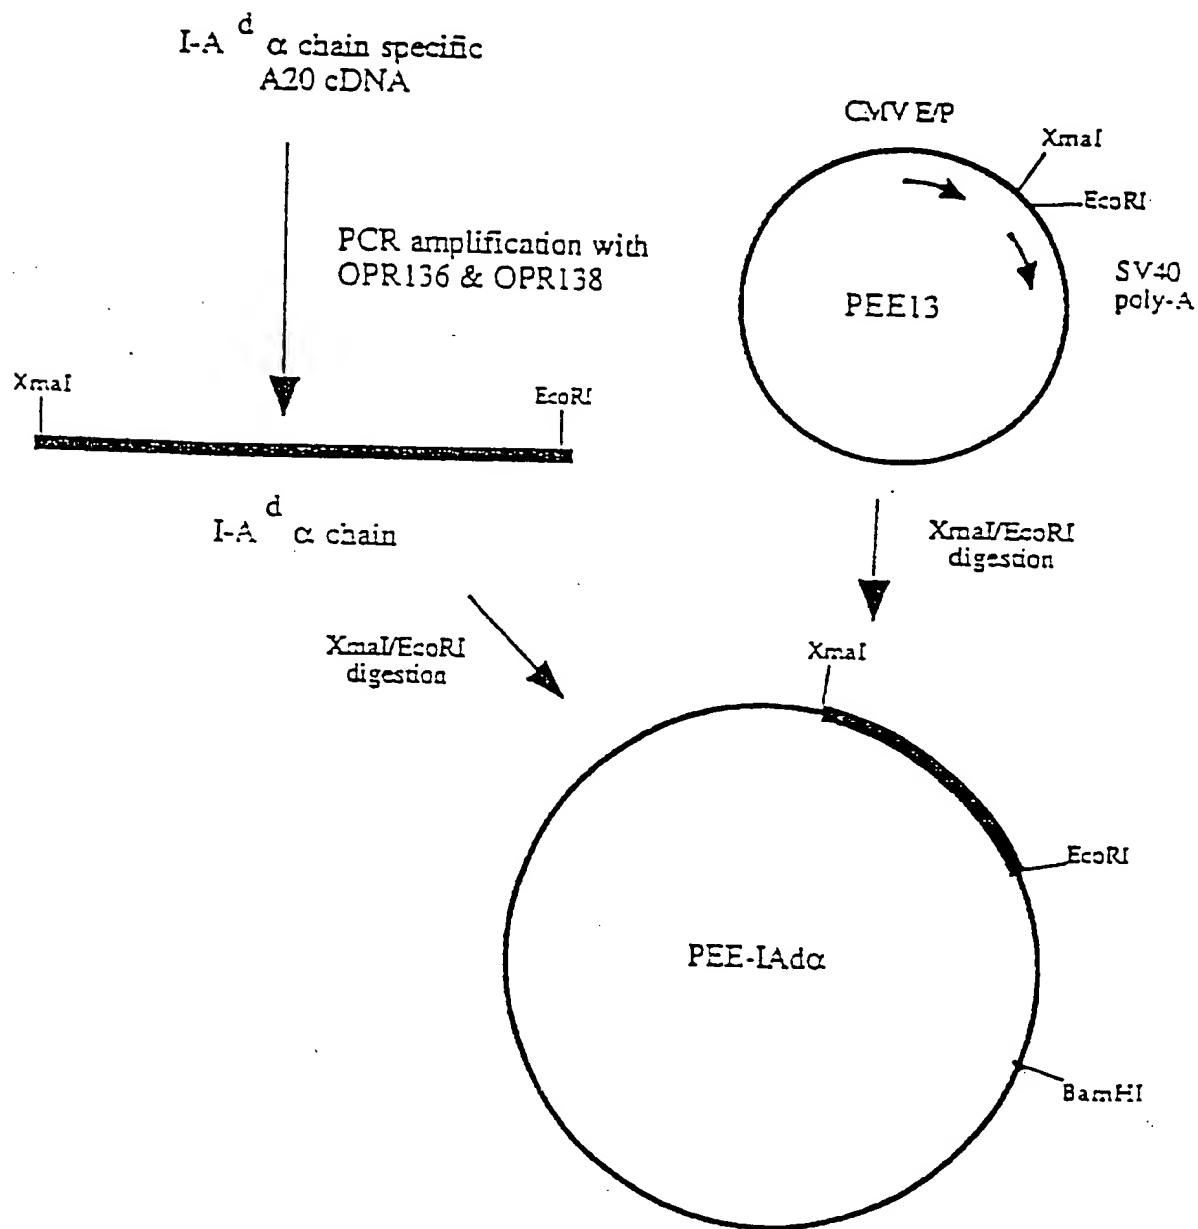 I-A d α chain specific
A20 cDNA
CMV E/P
XmaI
EcoRI
PCR amplification with
OPR136 & OPR138
SV40
poly-A
PEE13
XmaI
EcoRI
I-A d α chain
XmaI/EcoRI
digestion
XmaI/EcoRI
digestion
XmaI
EcoRI
PEE-IAdα
BamHI